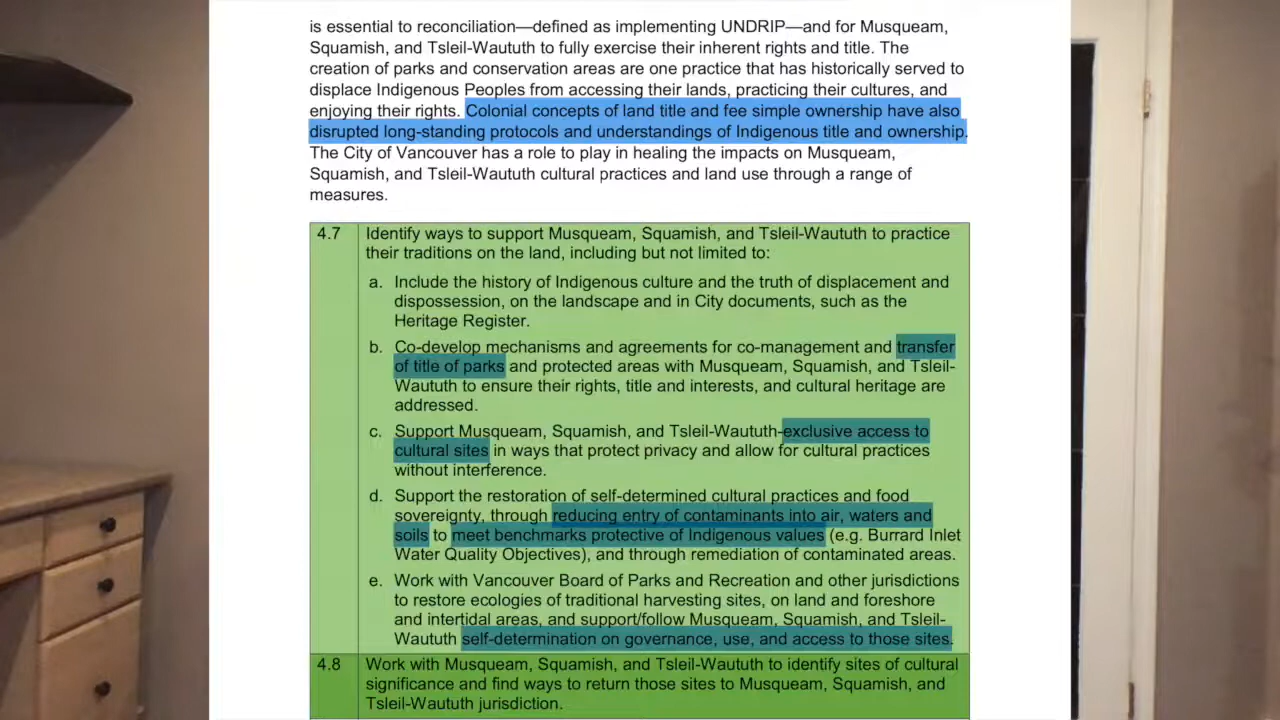 is essential to reconciliation—defined as implementing UNDRIP—and for Musqueam,
Squamish, and Tsleil-Waututh to fully exercise their inherent rights and title. The
creation of parks and conservation areas are one practice that has historically served to
displace Indigenous Peoples from accessing their lands, practicing their cultures, and
enjoying their rights. Colonial concepts of land title and fee simple ownership have also
disrupted long-standing protocols and understandings of Indigenous title and ownership.
The City of Vancouver has a role to play in healing the impacts on Musqueam,
Squamish, and Tsleil-Waututh cultural practices and land use through a range of
measures.
4.7 Identify ways to support Musqueam, Squamish, and Tsleil-Waututh to practice
their traditions on the land, including but not limited to:
a. Include the history of Indigenous culture and the truth of displacement and
dispossession, on the landscape and in City documents, such as the
Heritage Register.
b. Co-develop mechanisms and agreements for co-management and transfer
of title of parks and protected areas with Musqueam, Squamish, and Tsleil-
Waututh to ensure their rights, title and interests, and cultural heritage are
addressed.
c. Support Musqueam, Squamish, and Tsleil-Waututh-exclusive access to
cultural sites in ways that protect privacy and allow for cultural practices
without interference.
d. Support the restoration of self-determined cultural practices and food
sovereignty, through reducing entry of contaminants into air, waters and
soils to meet benchmarks protective of Indigenous values (e.g. Burrard Inlet
Water Quality Objectives), and through remediation of contaminated areas.
e. Work with Vancouver Board of Parks and Recreation and other jurisdictions
to restore ecologies of traditional harvesting sites, on land and foreshore
and intertidal areas, and support/follow Musqueam, Squamish, and Tsleil-
Waututh self-determination on governance, use, and access to those sites.
4.8 Work with Musqueam, Squamish, and Tsleil-Waututh to identify sites of cultural
significance and find ways to return those sites to Musqueam, Squamish, and
Tsleil-Waututh jurisdiction.